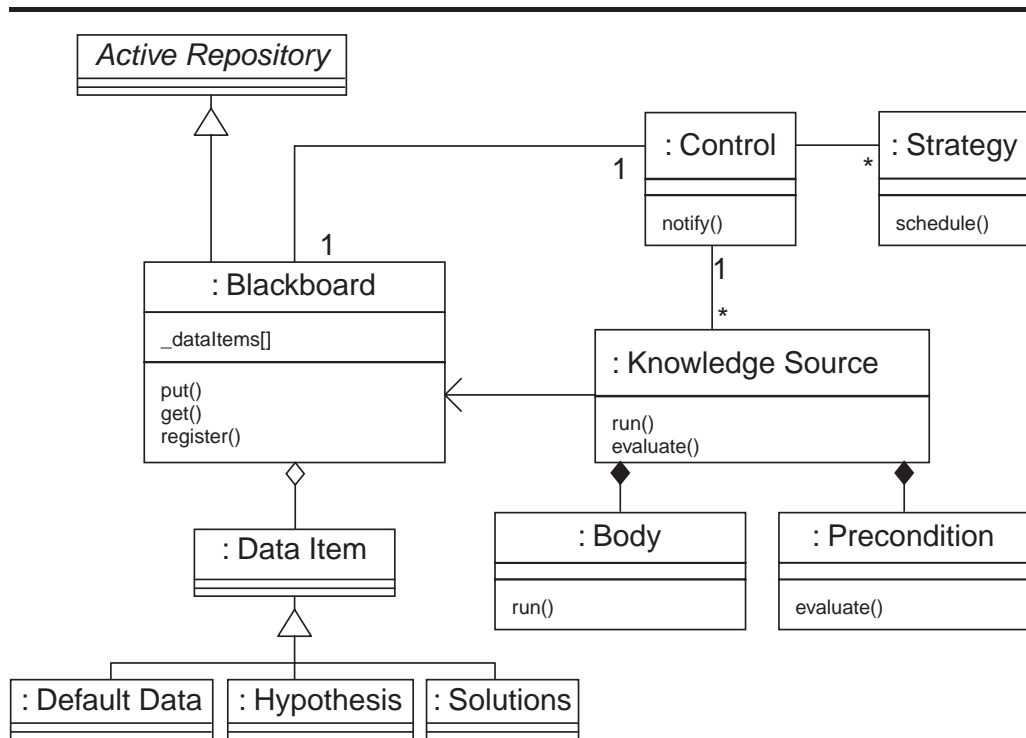 Active Repository
: Control
: Strategy
1
*
notify()
schedule()
1
1
: Blackboard
*
_dataItems[]
: Knowledge Source
put()
get()
register()
run()
evaluate()
: Data Item
: Body
: Precondition
run()
evaluate()
: Default Data
: Hypothesis
: Solutions